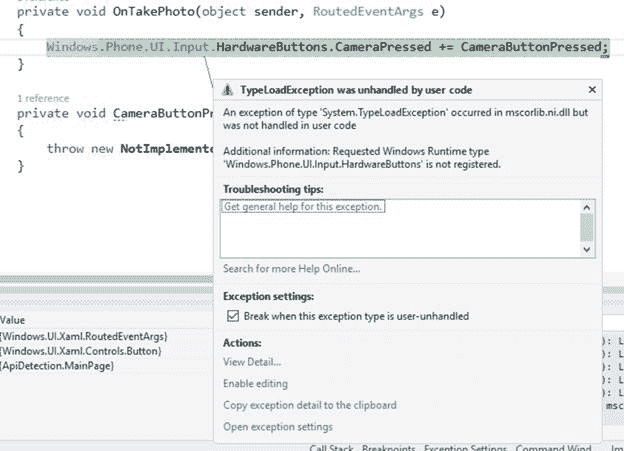 private void OnTakePhoto(object sender, RoutedEventArgs e)
{
Windows.Phone.UI.Input.HardwareButtons.CameraPressed += CameraButtonPressed;
}
1 reference
private void CameraButtonPr
{
throw new NotImplemente
}
TypeLoadException was unhandled by user code
An exception of type 'System.TypeLoadException' occurred in mscorlib.ni.dll but
was not handled in user code
Additional information: Requested Windows Runtime type
'Windows.Phone.UI.Input.HardwareButtons' is not registered.
Troubleshooting tips:
Get general help for this exception.
Search for more Help Online...
Exception settings:
Break when this exception type is user-unhandled
Actions:
View Detail...
Enable editing
Copy exception detail to the clipboard
Open exception settings
Value
{Windows.UI.Xaml.RoutedEventArgs}
{Windows.UI.Xaml.Controls.Button}
{ApiDetection.MainPage}
): L
): L
): L
): L
): L
msc
Call Stack Breakpoints Exception Settings Command Wind... Im